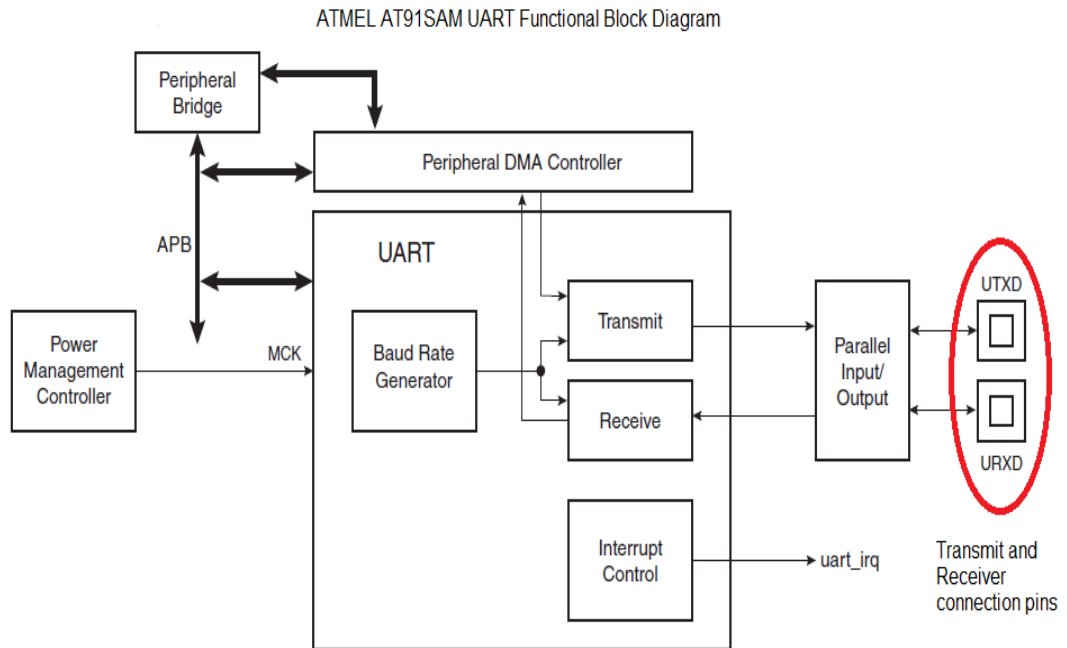 ATMEL AT91SAM UART Functional Block Diagram
Peripheral
Bridge
Peripheral DMA Controller
APB
UART
UTXD
Transmit
Power
Management
Controller
MCK
Baud Rate
Generator
Parallel
Input/
Output
Receive
URXD
Interrupt
Control
uart_irq
Transmit and
Receiver
connection pins